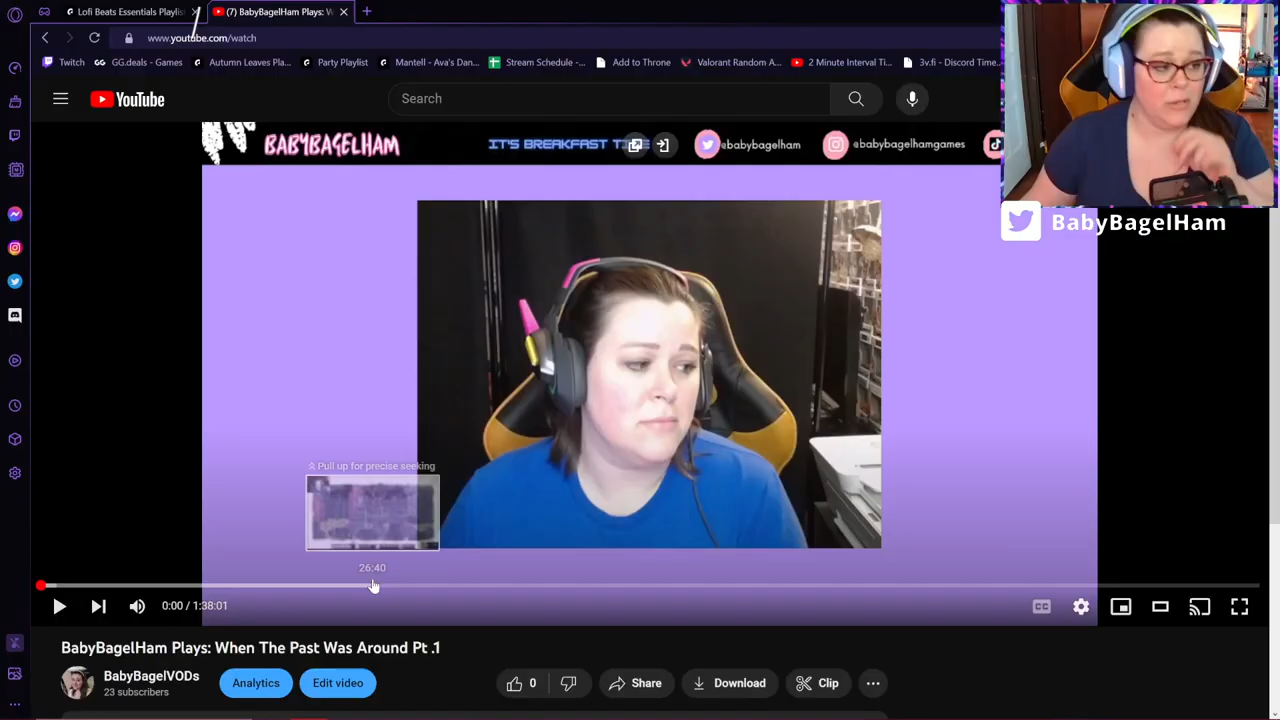 Lofi Beats Essentials Playlis
(7) BabyBagelHam Plays: W
www.youtube.com/watch
Twitch
GG.deals - Games
Autumn Leaves Pla...
Party Playlist
Mantell - Ava's Dan...
Stream Schedule -...
Add to Throne
Valorant Random A...
2 Minute Interval Ti...
3v.fi - Discord Time...
YouTube
Search
BABYBAGELHAM
IT'S BREAKFAST
@babybagelham
@babybagelhamgames
BabyBagelHam
Pull up for precise seeking
26:40
0:00 / 1:38:01
CC
BabyBagelHam Plays: When The Past Was Around Pt .1
BabyBagelVODs
23 subscribers
Analytics
Edit video
0
Share
Download
Clip